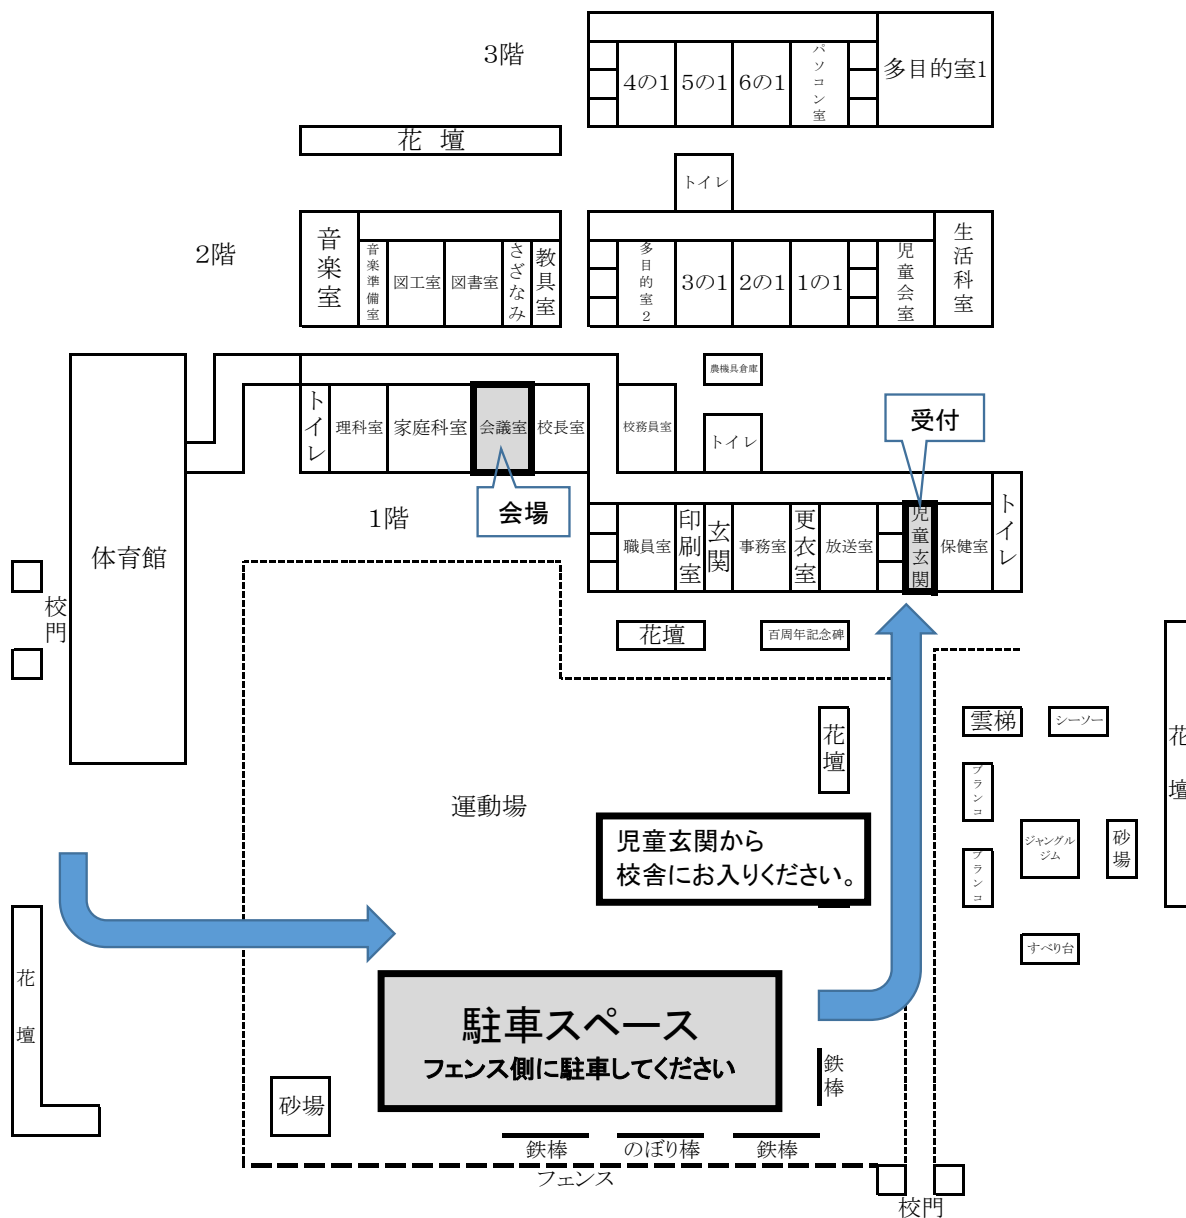 3階
4の1
5の1
6の1
パソコン室
多目的室1
花 壇
トイレ
2階
音楽室
音楽準備室
図工室
図書室
さざなみ
教具室
多目的室2
3の1
2の1
1の1
児童会室
生活科室
体育館
トイレ
理科室
家庭科室
会議室
校長室
校務員室
農機具倉庫
トイレ
受付
会場
1階
職員室
印刷室
玄関
事務室
更衣室
放送室
児童玄関
保健室
トイレ
校門
花壇
百周年記念碑
花壇
雲梯
シーソー
花壇
ブランコ
運動場
児童玄関から
校舎にお入りください。
ジャングル
ジム
砂場
ブランコ
すべり台
花壇
駐車スペース
フェンス側に駐車してください
鉄棒
砂場
鉄棒
のぼり棒
鉄棒
フェンス
校門